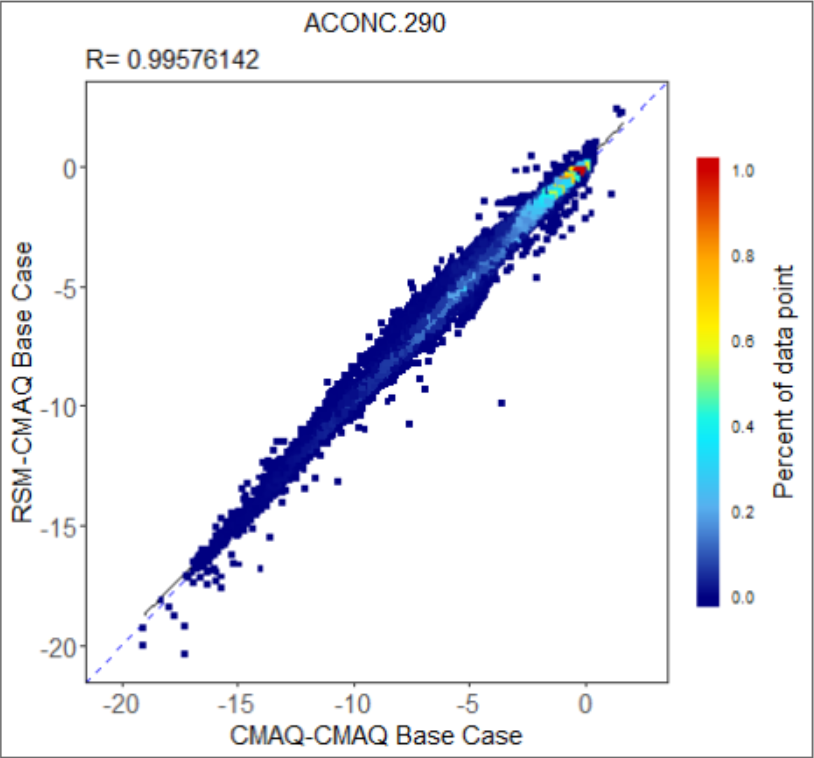 ACONC.290
R= 0.99576142
0
-5
-10
-15
-20
-20 -15 -10 -5 0
RSM-CMAQ Base Case
CMAQ-CMAQ Base Case
1.0
0.8
0.6
0.4
0.2
0.0
Percent of data point